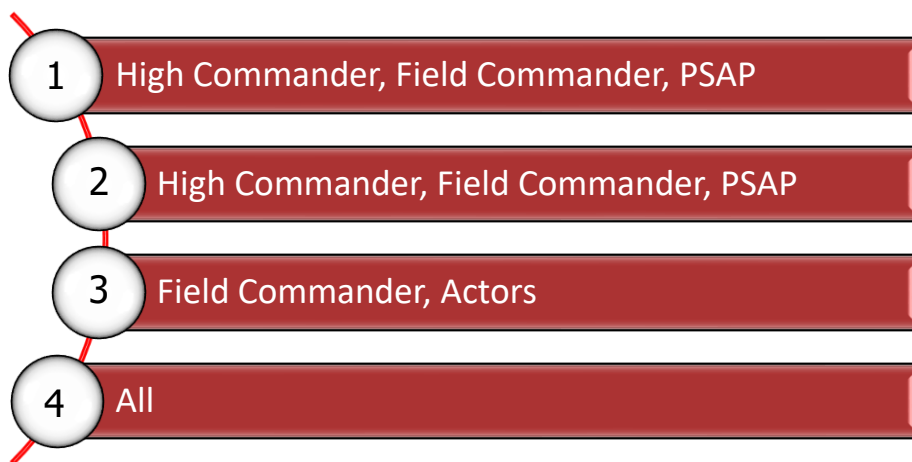 1
High Commander, Field Commander, PSAP
2
High Commander, Field Commander, PSAP
3
Field Commander, Actors
4
All